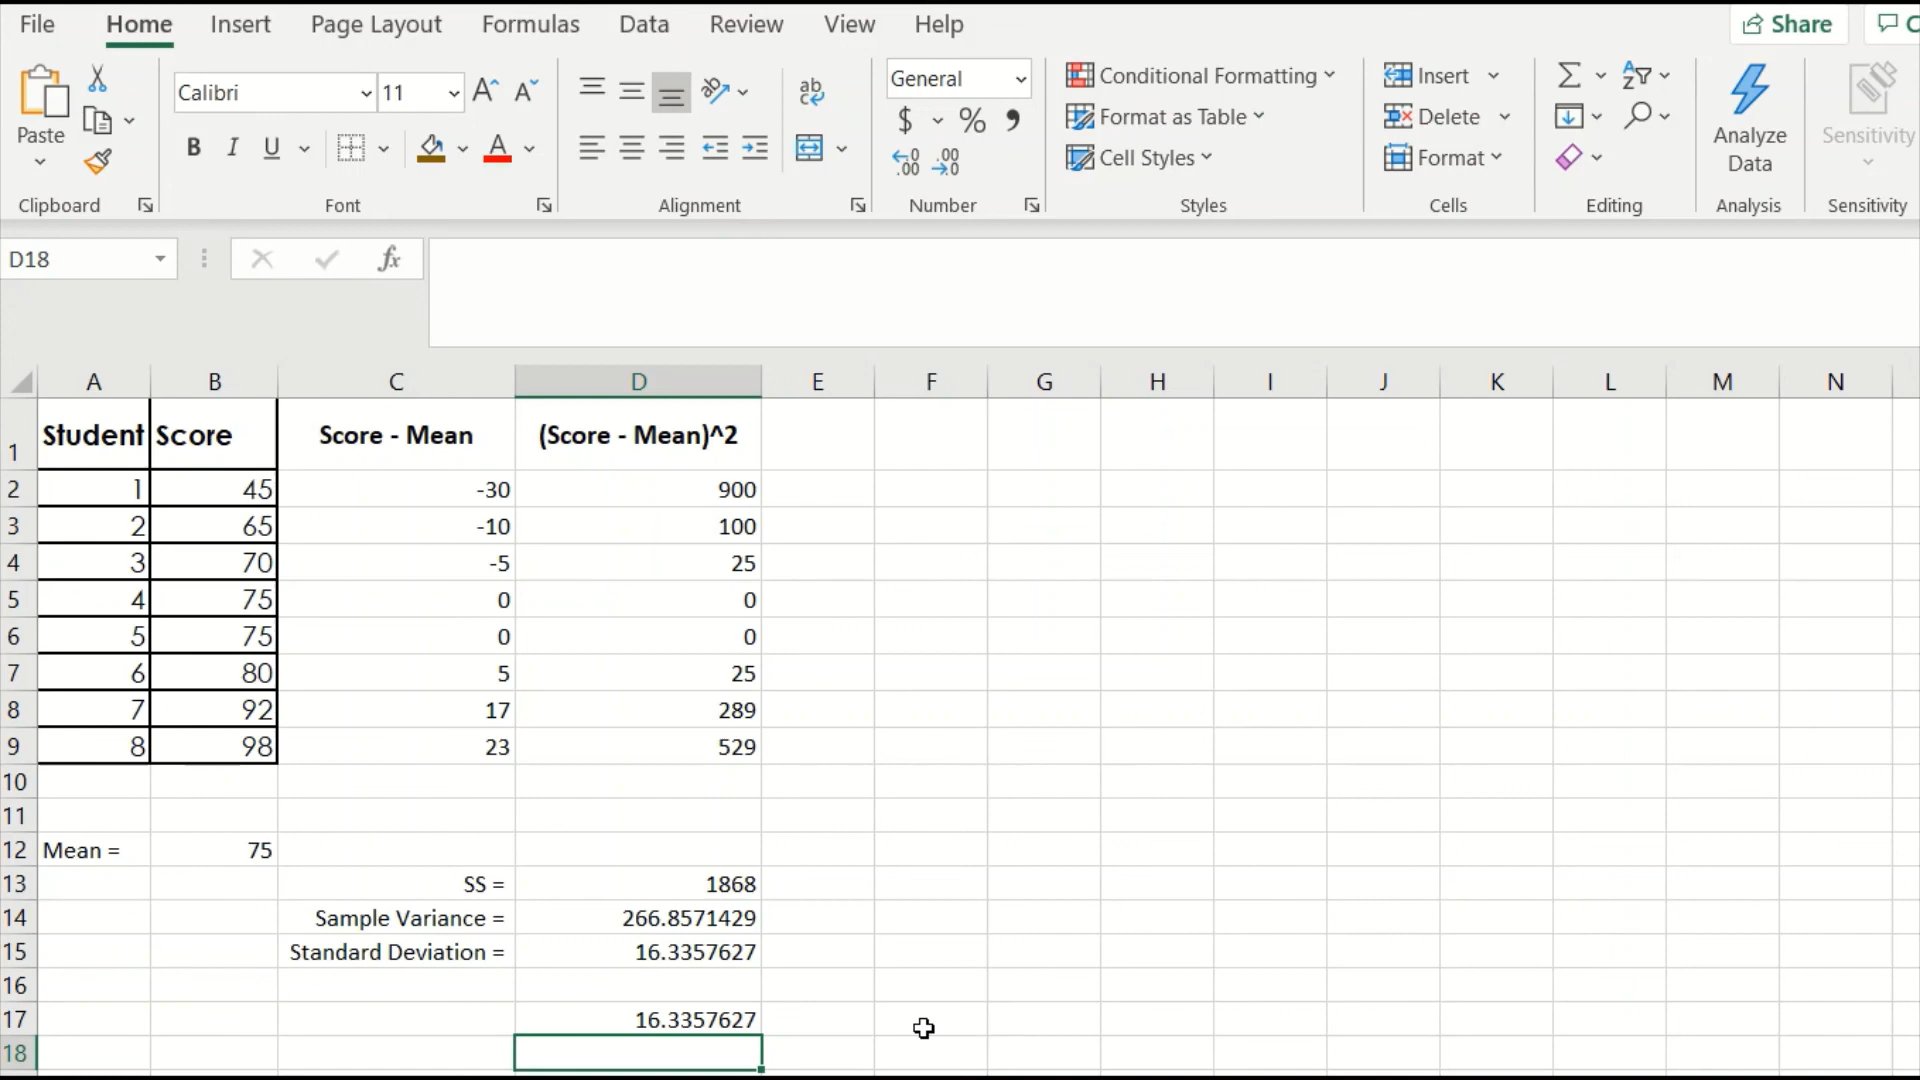 File Home Insert Page Layout Formulas Data Review View Help Share C
Calibri 11 A A ab General Conditional Formatting Insert Σ A Z
Paste $ % , Format as Table Delete Analyze Data Sensitivity
B I U A .00 .00 Cell Styles Format
Clipboard Font Alignment Number Styles Cells Editing Analysis Sensitivity
D18 fx
A B C D E F G H I J K L M N
1 Student Score Score - Mean (Score - Mean)^2
2 1 45 -30 900
3 2 65 -10 100
4 3 70 -5 25
5 4 75 0 0
6 5 75 0 0
7 6 80 5 25
8 7 92 17 289
9 8 98 23 529
10
11
12 Mean = 75
13 SS = 1868
14 Sample Variance = 266.8571429
15 Standard Deviation = 16.3357627
16
17 16.3357627
18